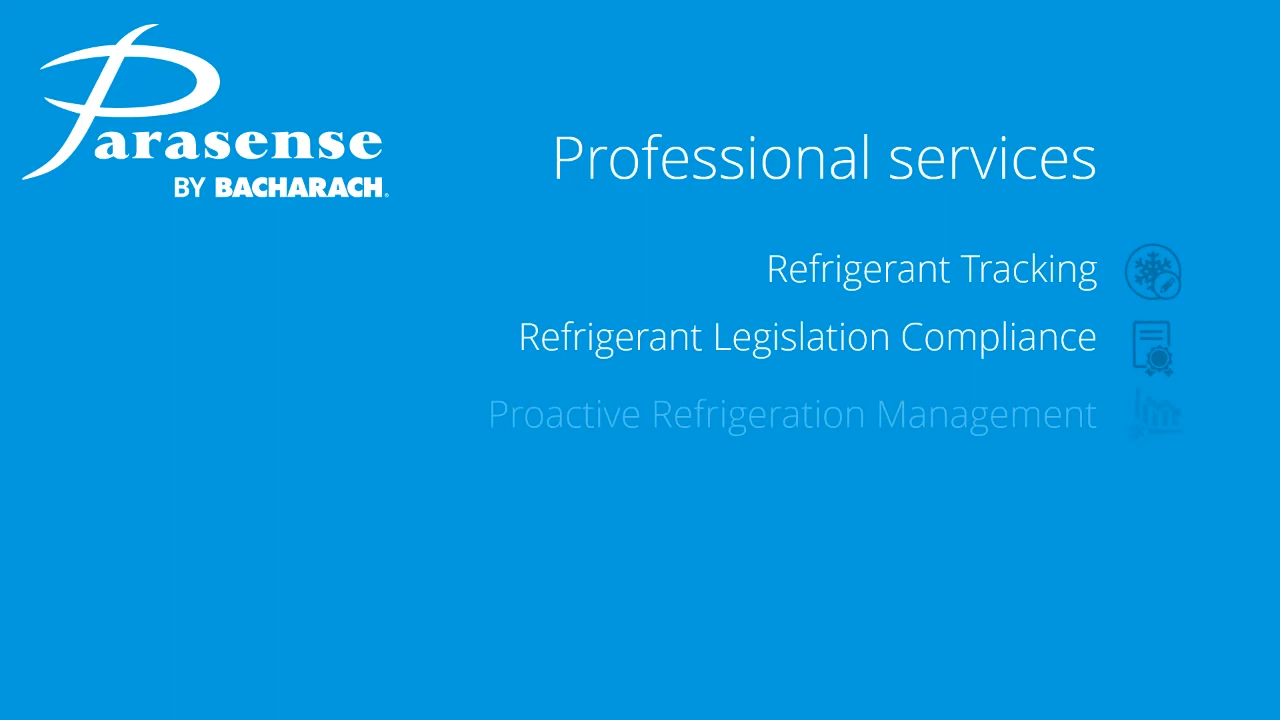 Parasense
BY BACHARACH®
Professional services
Refrigerant Tracking
Refrigerant Legislation Compliance
Proactive Refrigeration Management